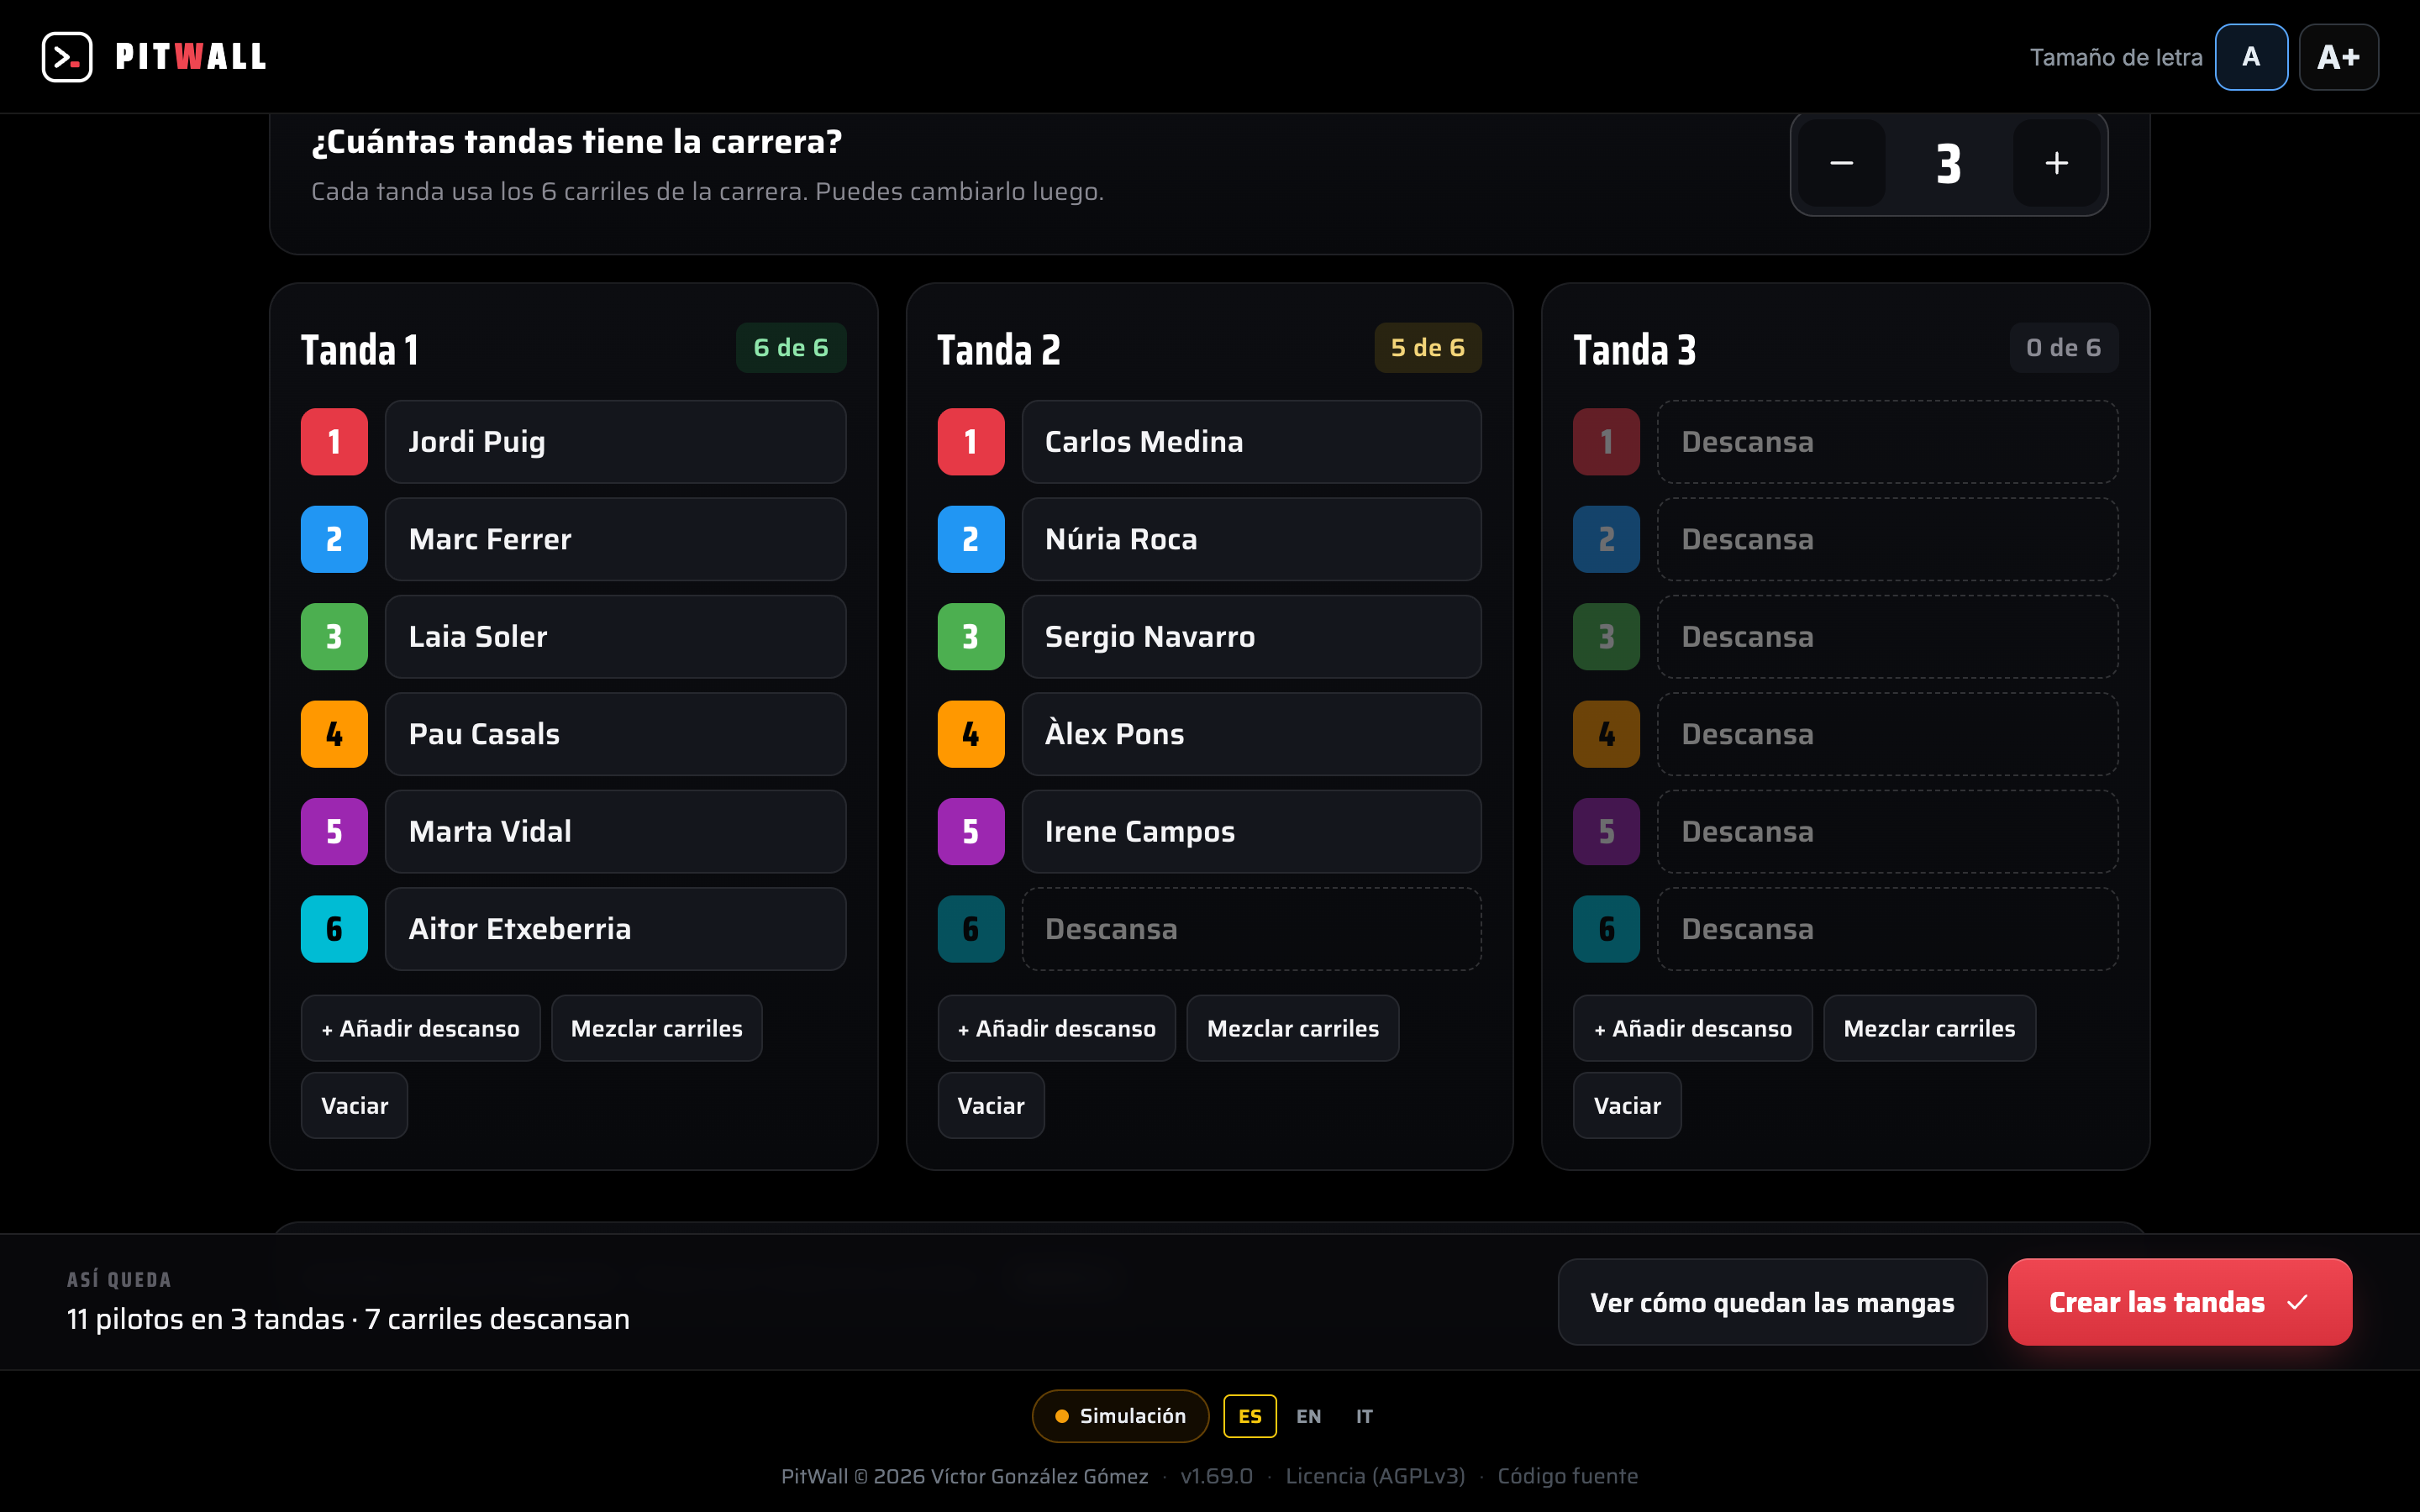 PITWALL
Tamaño de letra A A+
¿Cuántas tandas tiene la carrera?
Cada tanda usa los 6 carriles de la carrera. Puedes cambiarlo luego.
− 3 +
Tanda 1 6 de 6
1 Jordi Puig
2 Marc Ferrer
3 Laia Soler
4 Pau Casals
5 Marta Vidal
6 Aitor Etxeberria
+ Añadir descanso Mezclar carriles
Vaciar
Tanda 2 5 de 6
1 Carlos Medina
2 Núria Roca
3 Sergio Navarro
4 Àlex Pons
5 Irene Campos
6 Descansa
+ Añadir descanso Mezclar carriles
Vaciar
Tanda 3 0 de 6
1 Descansa
2 Descansa
3 Descansa
4 Descansa
5 Descansa
6 Descansa
+ Añadir descanso Mezclar carriles
Vaciar
ASÍ QUEDA
11 pilotos en 3 tandas · 7 carriles descansan
Ver cómo quedan las mangas
Crear las tandas ✓
Simulación ES EN IT
PitWall © 2026 Víctor González Gómez · v1.69.0 · Licencia (AGPLv3) · Código fuente